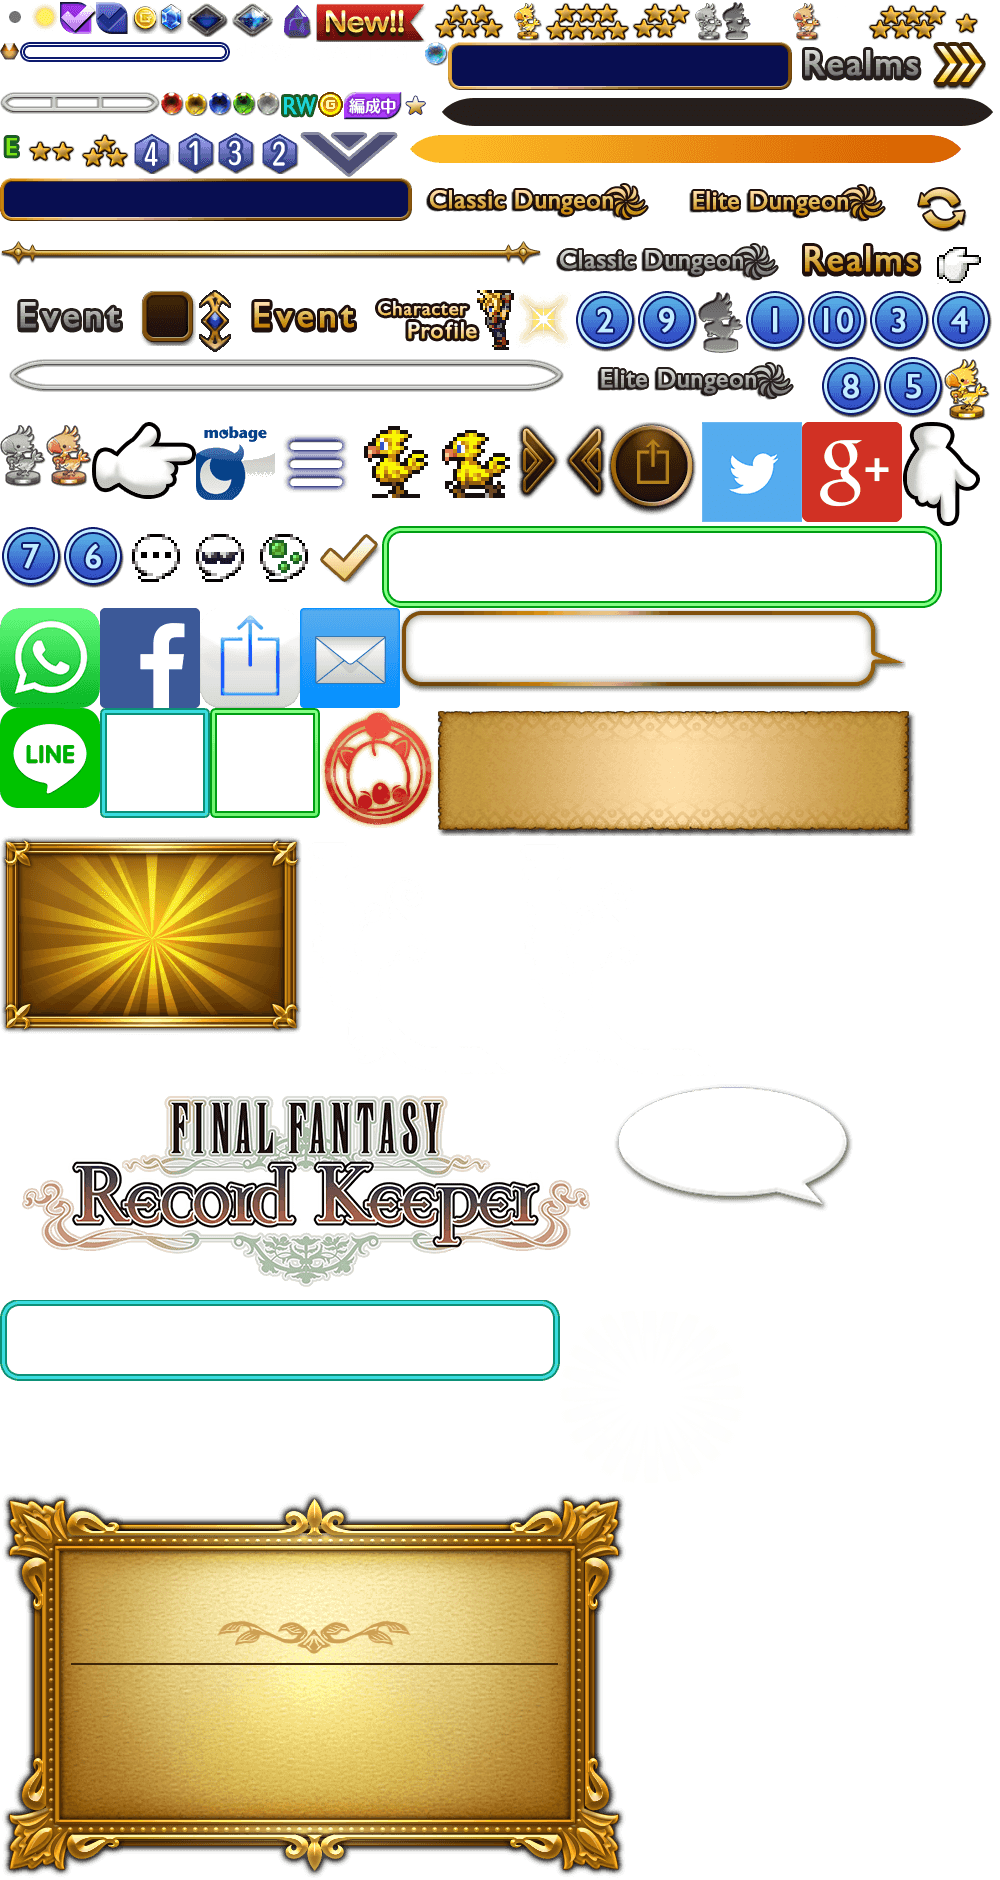 New!!
Realms
RW G 編成中
E
4 1 3 2
Classic Dungeon
Elite Dungeon
Classic Dungeon
Realms
Event
Event
Character
Profile
2 9 1 10 3 4
Elite Dungeon
8 5
mobage
g+
7 6
f
LINE
FINAL FANTASY
Record Keeper